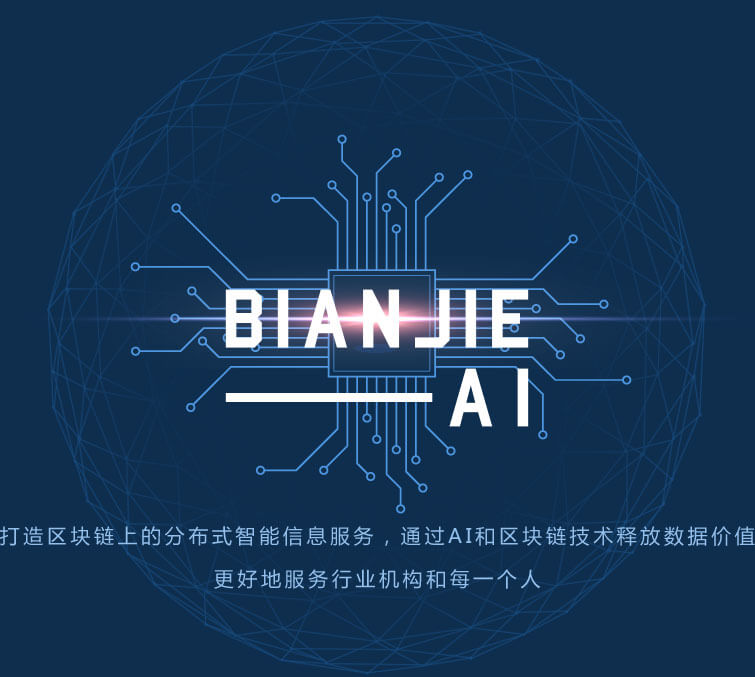 BIANJIE
AI
打造区块链上的分布式智能信息服务，通过AI和区块链技术释放数据价值
更好地服务行业机构和每一个人